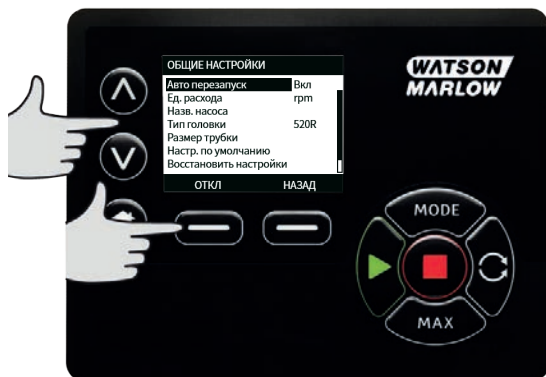 ОБЩИЕ НАСТРОЙКИ
Авто перезапуск Вкл
Ед. расхода rpm
Назв. насоса
Тип головки 520R
Размер трубки
Настр. по умолчанию
Восстановить настройки
ОТКЛ НАЗАД
WATSON
MARLOW
MODE
MAX